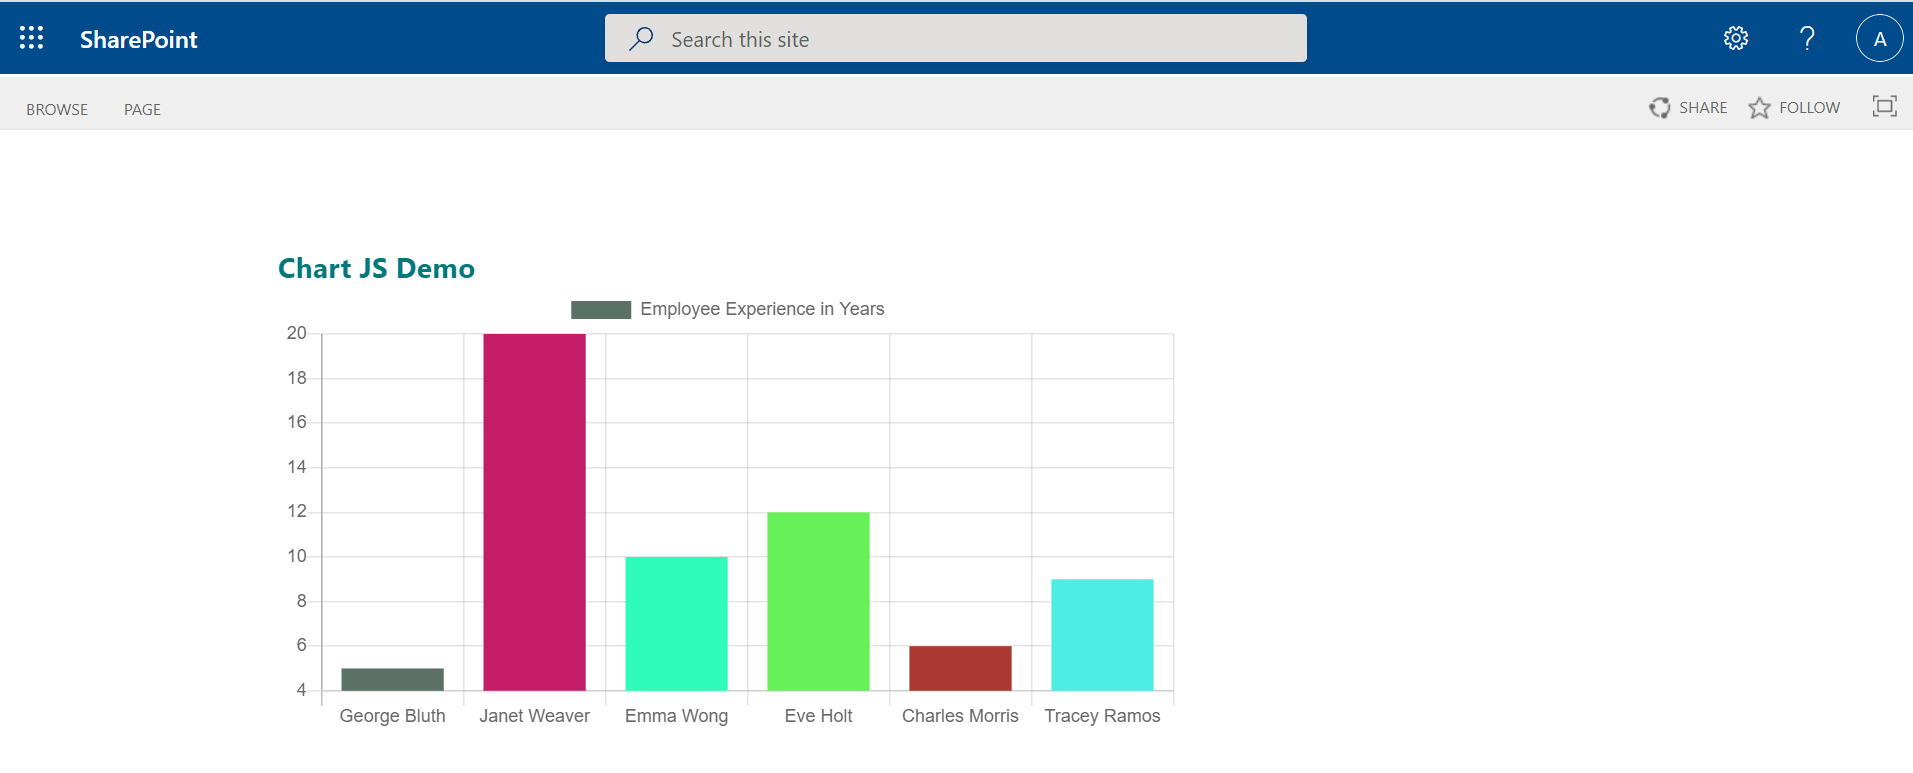 SharePoint
Search this site
A
BROWSE PAGE
SHARE FOLLOW
Chart JS Demo
Employee Experience in Years
20
18
16
14
12
10
8
6
4
George Bluth Janet Weaver Emma Wong Eve Holt Charles Morris Tracey Ramos